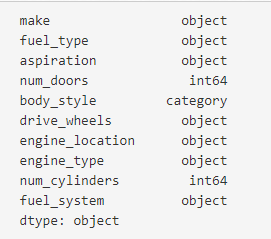 make object
fuel_type object
aspiration object
num_doors int64
body_style category
drive_wheels object
engine_location object
engine_type object
num_cylinders int64
fuel_system object
dtype: object